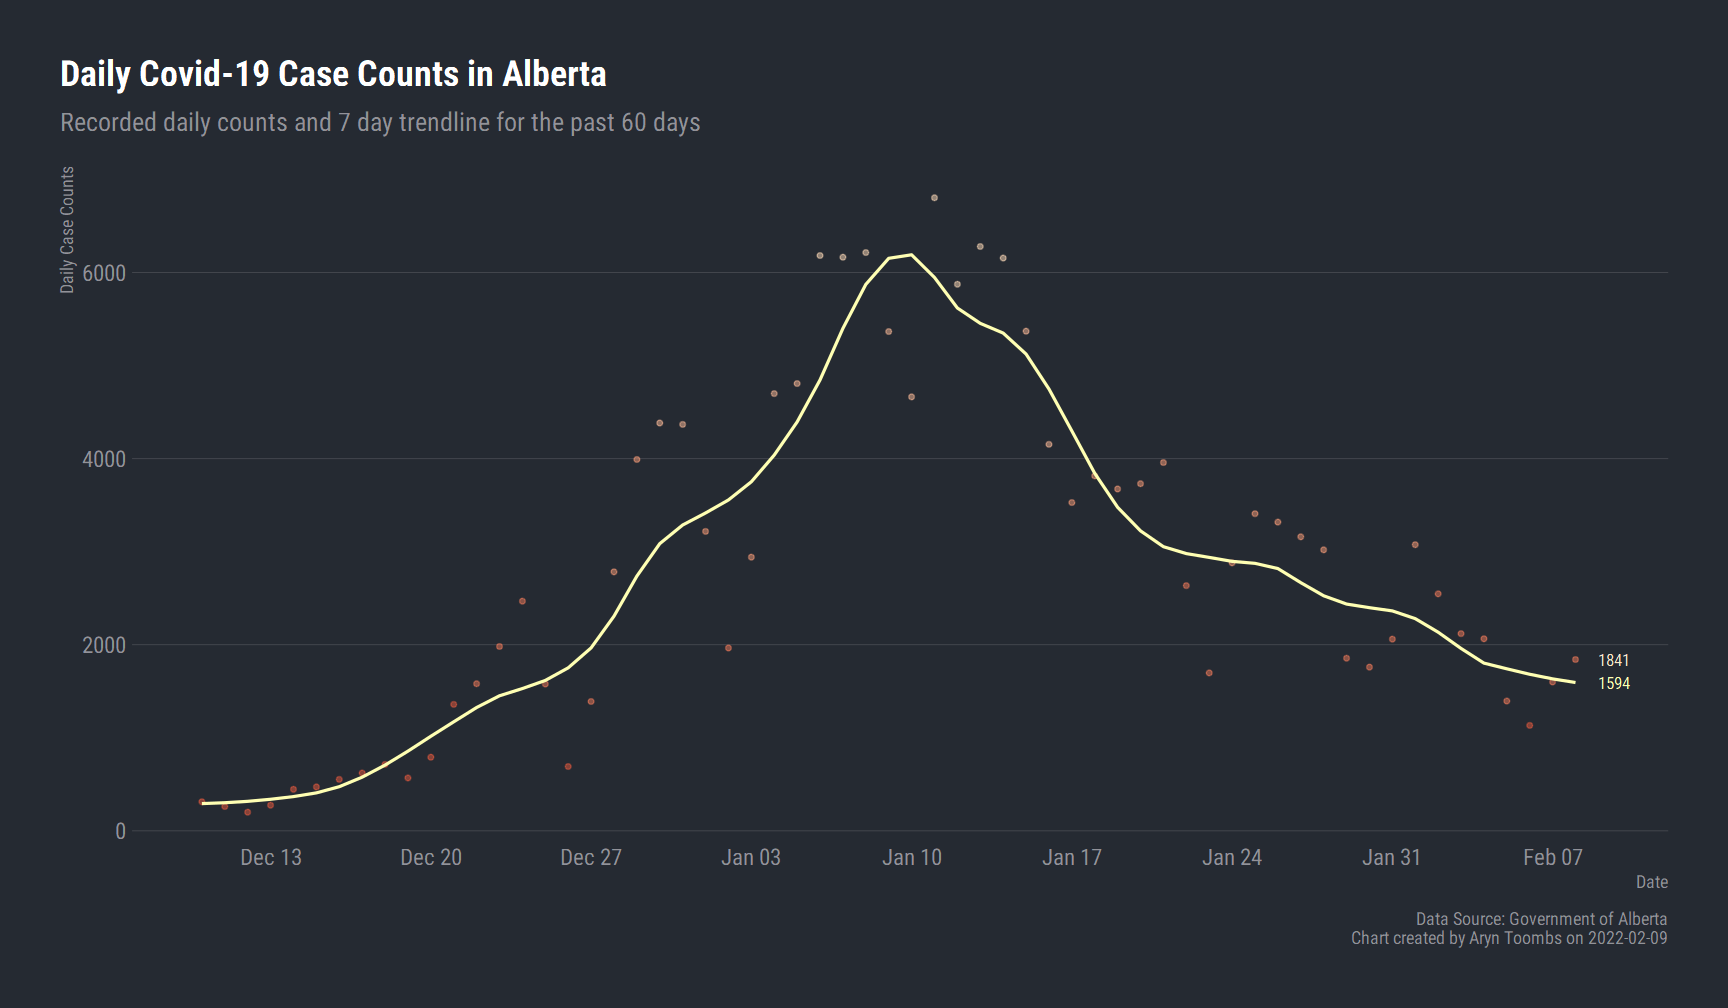 Daily Covid-19 Case Counts in Alberta
Recorded daily counts and 7 day trendline for the past 60 days
Daily Case Counts
6000
4000
2000
0
1841
1594
Dec 13 Dec 20 Dec 27 Jan 03 Jan 10 Jan 17 Jan 24 Jan 31 Feb 07
Date
Data Source: Government of Alberta
Chart created by Aryn Toombs on 2022-02-09